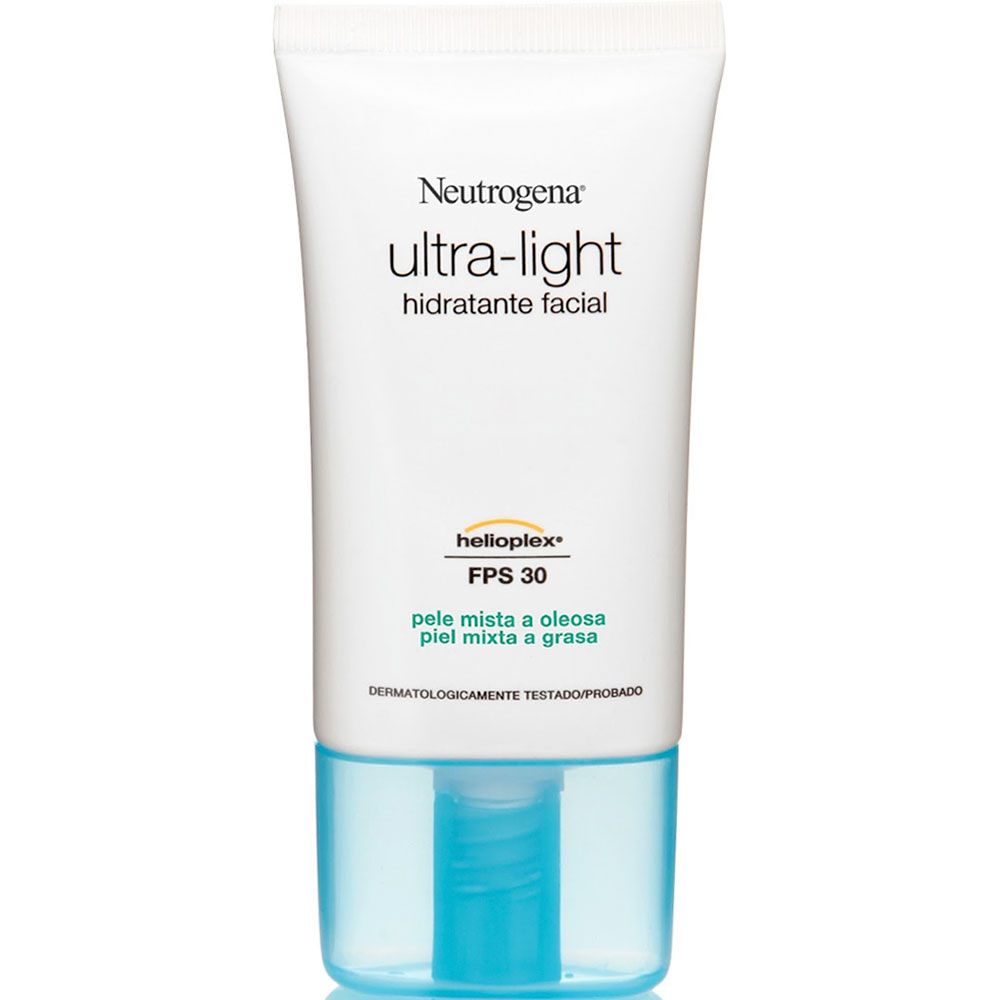 Neutrogena®
ultra-light
hidratante facial
helioplex®
FPS 30
pele mista a oleosa
piel mixta a grasa
DERMATOLOGICAMENTE TESTADO/PROBADO